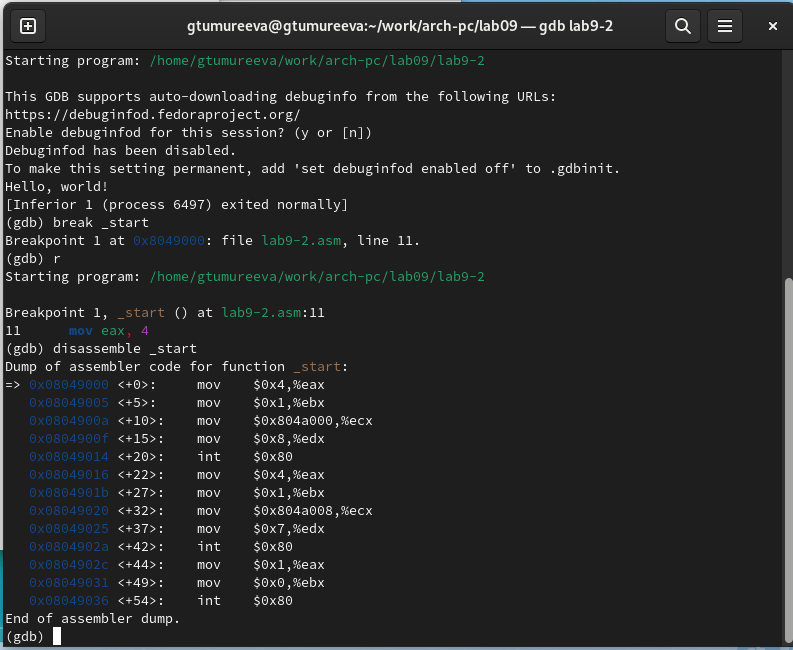 gtumureeva@gtumureeva:~/work/arch-pc/lab09 — gdb lab9-2
Starting program: /home/gtumureeva/work/arch-pc/lab09/lab9-2
This GDB supports auto-downloading debuginfo from the following URLs:
https://debuginfod.fedoraproject.org/
Enable debuginfod for this session? (y or [n])
Debuginfod has been disabled.
To make this setting permanent, add 'set debuginfod enabled off' to .gdbinit.
Hello, world!
[Inferior 1 (process 6497) exited normally]
(gdb) break _start
Breakpoint 1 at 0x8049000: file lab9-2.asm, line 11.
(gdb) r
Starting program: /home/gtumureeva/work/arch-pc/lab09/lab9-2
Breakpoint 1, _start () at lab9-2.asm:11
11      mov eax, 4
(gdb) disassemble _start
Dump of assembler code for function _start:
=> 0x08049000 <+0>:     mov    $0x4,%eax
   0x08049005 <+5>:     mov    $0x1,%ebx
   0x0804900a <+10>:    mov    $0x804a000,%ecx
   0x0804900f <+15>:    mov    $0x8,%edx
   0x08049014 <+20>:    int    $0x80
   0x08049016 <+22>:    mov    $0x4,%eax
   0x0804901b <+27>:    mov    $0x1,%ebx
   0x08049020 <+32>:    mov    $0x804a008,%ecx
   0x08049025 <+37>:    mov    $0x7,%edx
   0x0804902a <+42>:    int    $0x80
   0x0804902c <+44>:    mov    $0x1,%eax
   0x08049031 <+49>:    mov    $0x0,%ebx
   0x08049036 <+54>:    int    $0x80
End of assembler dump.
(gdb)